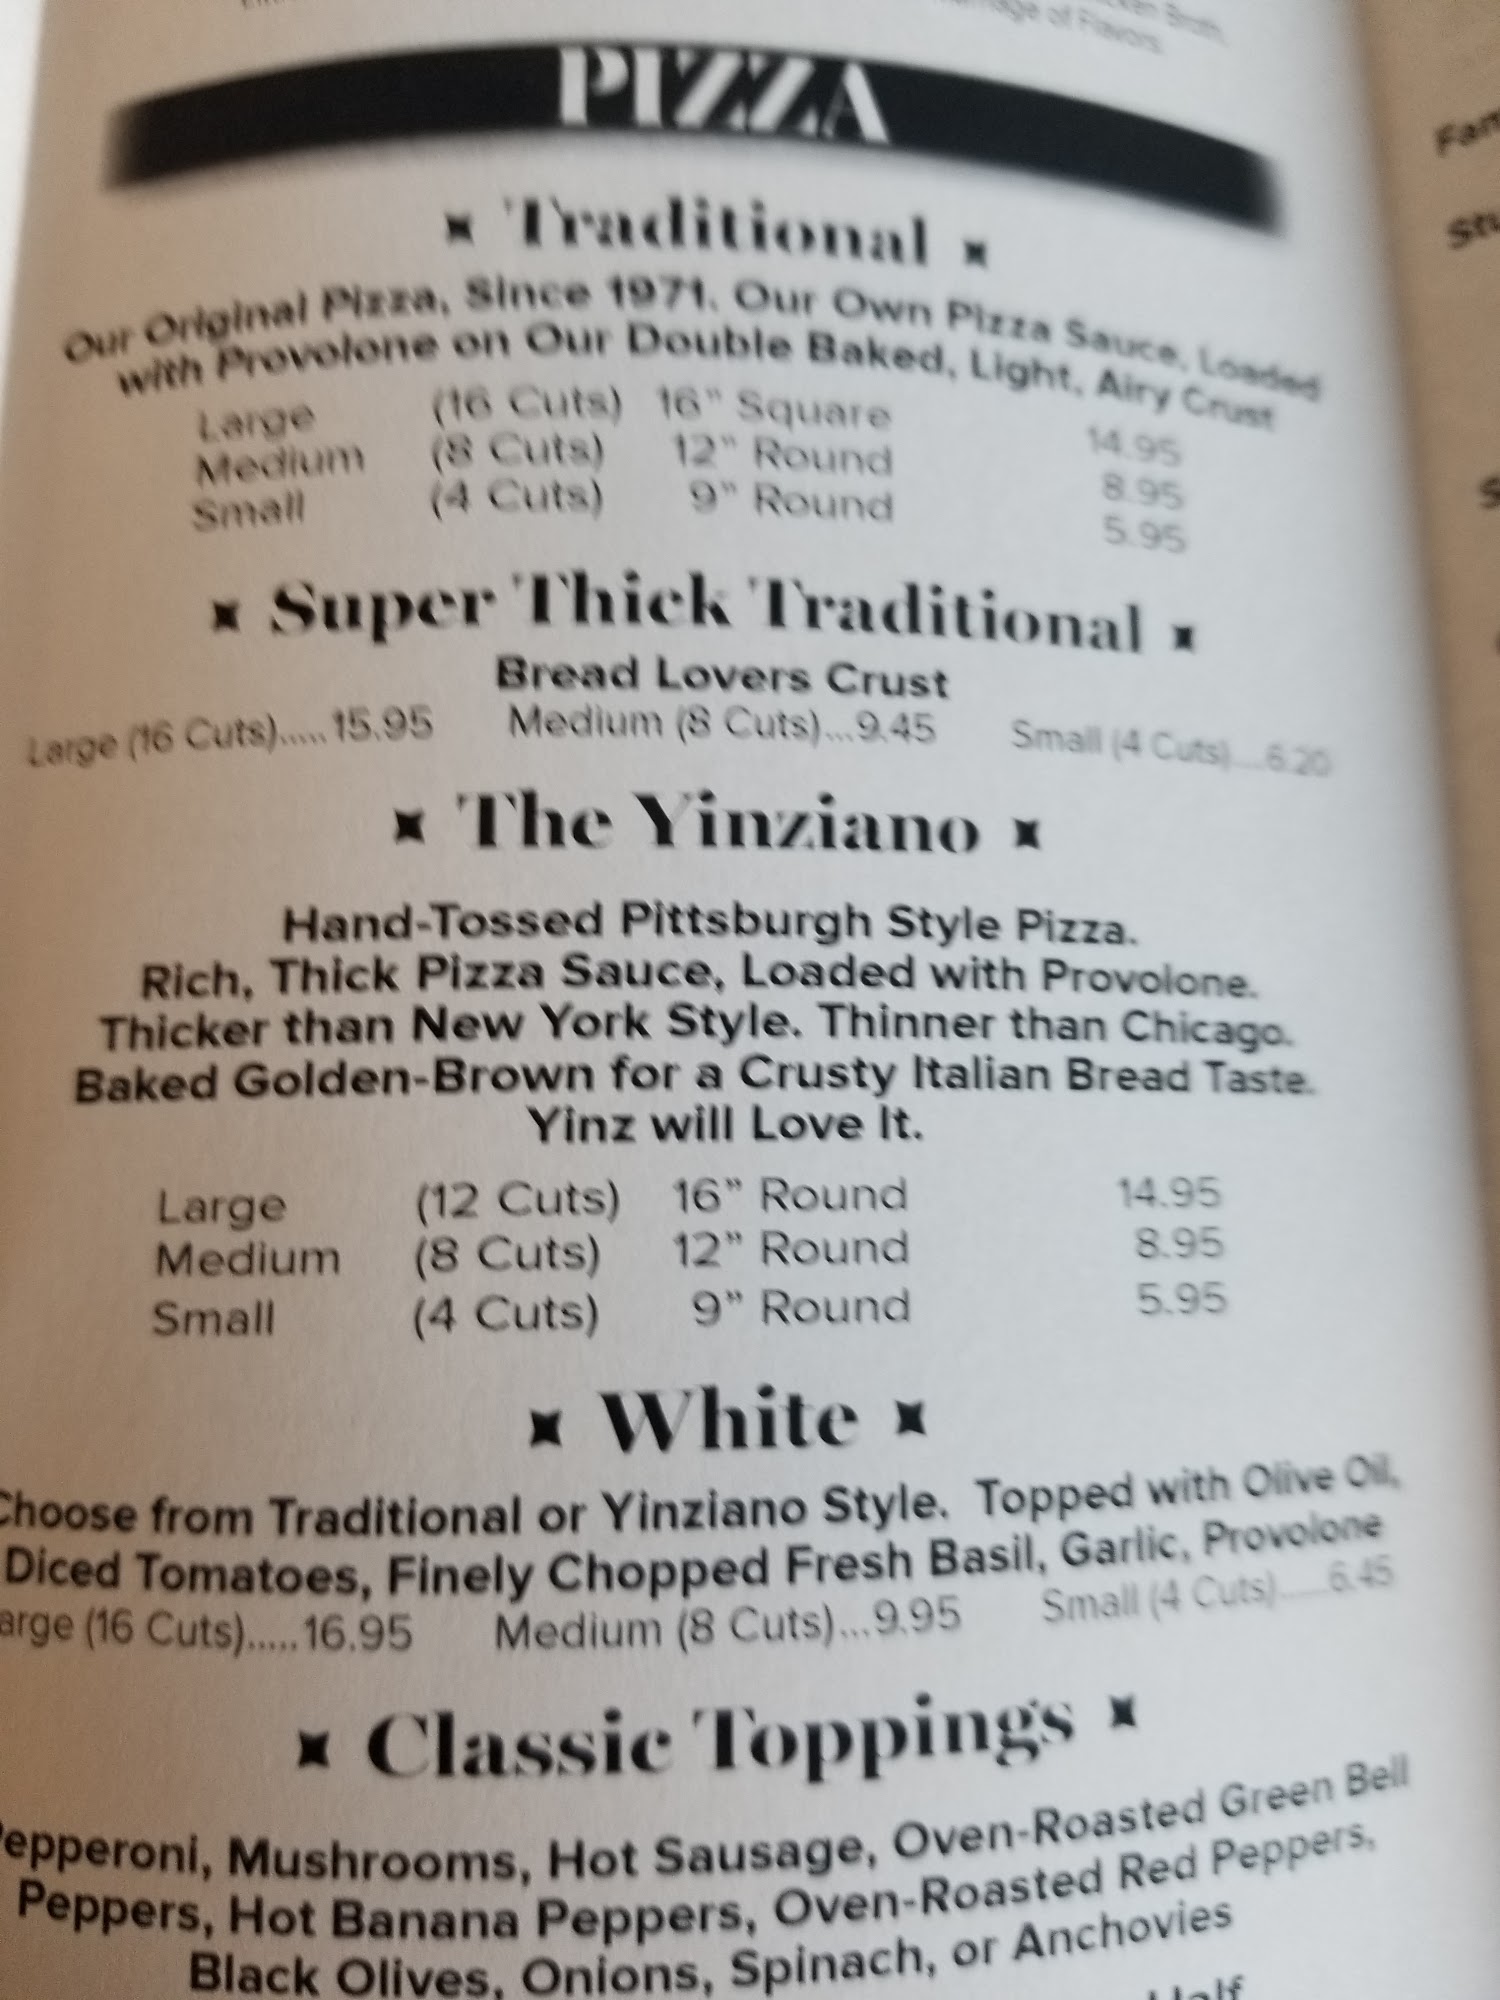 of Flavors
PIZZA
Traditional
Our Original Pizza, Since 1971. Our Own Pizza Sauce, Loaded
with Provolone on Our Double Baked, Light, Airy Crust
Large (16 Cuts) 16" Square 14.95
Medium (8 Cuts) 12" Round 8.95
Small (4 Cuts) 9" Round 5.95
Super Thick Traditional
Bread Lovers Crust
Large (16 Cuts).....15.95 Medium (8 Cuts)...9.45 Small (4 Cuts)....6.20
The Yinziano
Hand-Tossed Pittsburgh Style Pizza.
Rich, Thick Pizza Sauce, Loaded with Provolone.
Thicker than New York Style. Thinner than Chicago.
Baked Golden-Brown for a Crusty Italian Bread Taste.
Yinz will Love It.
Large (12 Cuts) 16" Round 14.95
Medium (8 Cuts) 12" Round 8.95
Small (4 Cuts) 9" Round 5.95
White
Choose from Traditional or Yinziano Style. Topped with Olive Oil,
Diced Tomatoes, Finely Chopped Fresh Basil, Garlic, Provolone
arge (16 Cuts).....16.95 Medium (8 Cuts)...9.95 Small (4 Cuts).....6.45
Classic Toppings
Pepperoni, Mushrooms, Hot Sausage, Oven-Roasted Green Bell
Peppers, Hot Banana Peppers, Oven-Roasted Red Peppers,
Black Olives, Onions, Spinach, or Anchovies
Half